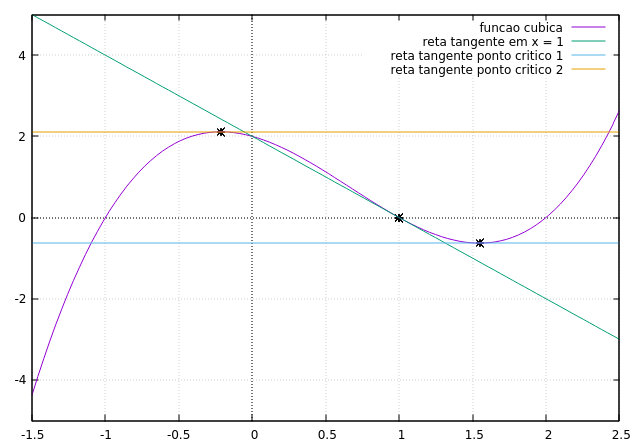 funcao cubica
reta tangente em x = 1
reta tangente ponto critico 1
reta tangente ponto critico 2
4
2
0
-2
-4
-1.5 -1 -0.5 0 0.5 1 1.5 2 2.5